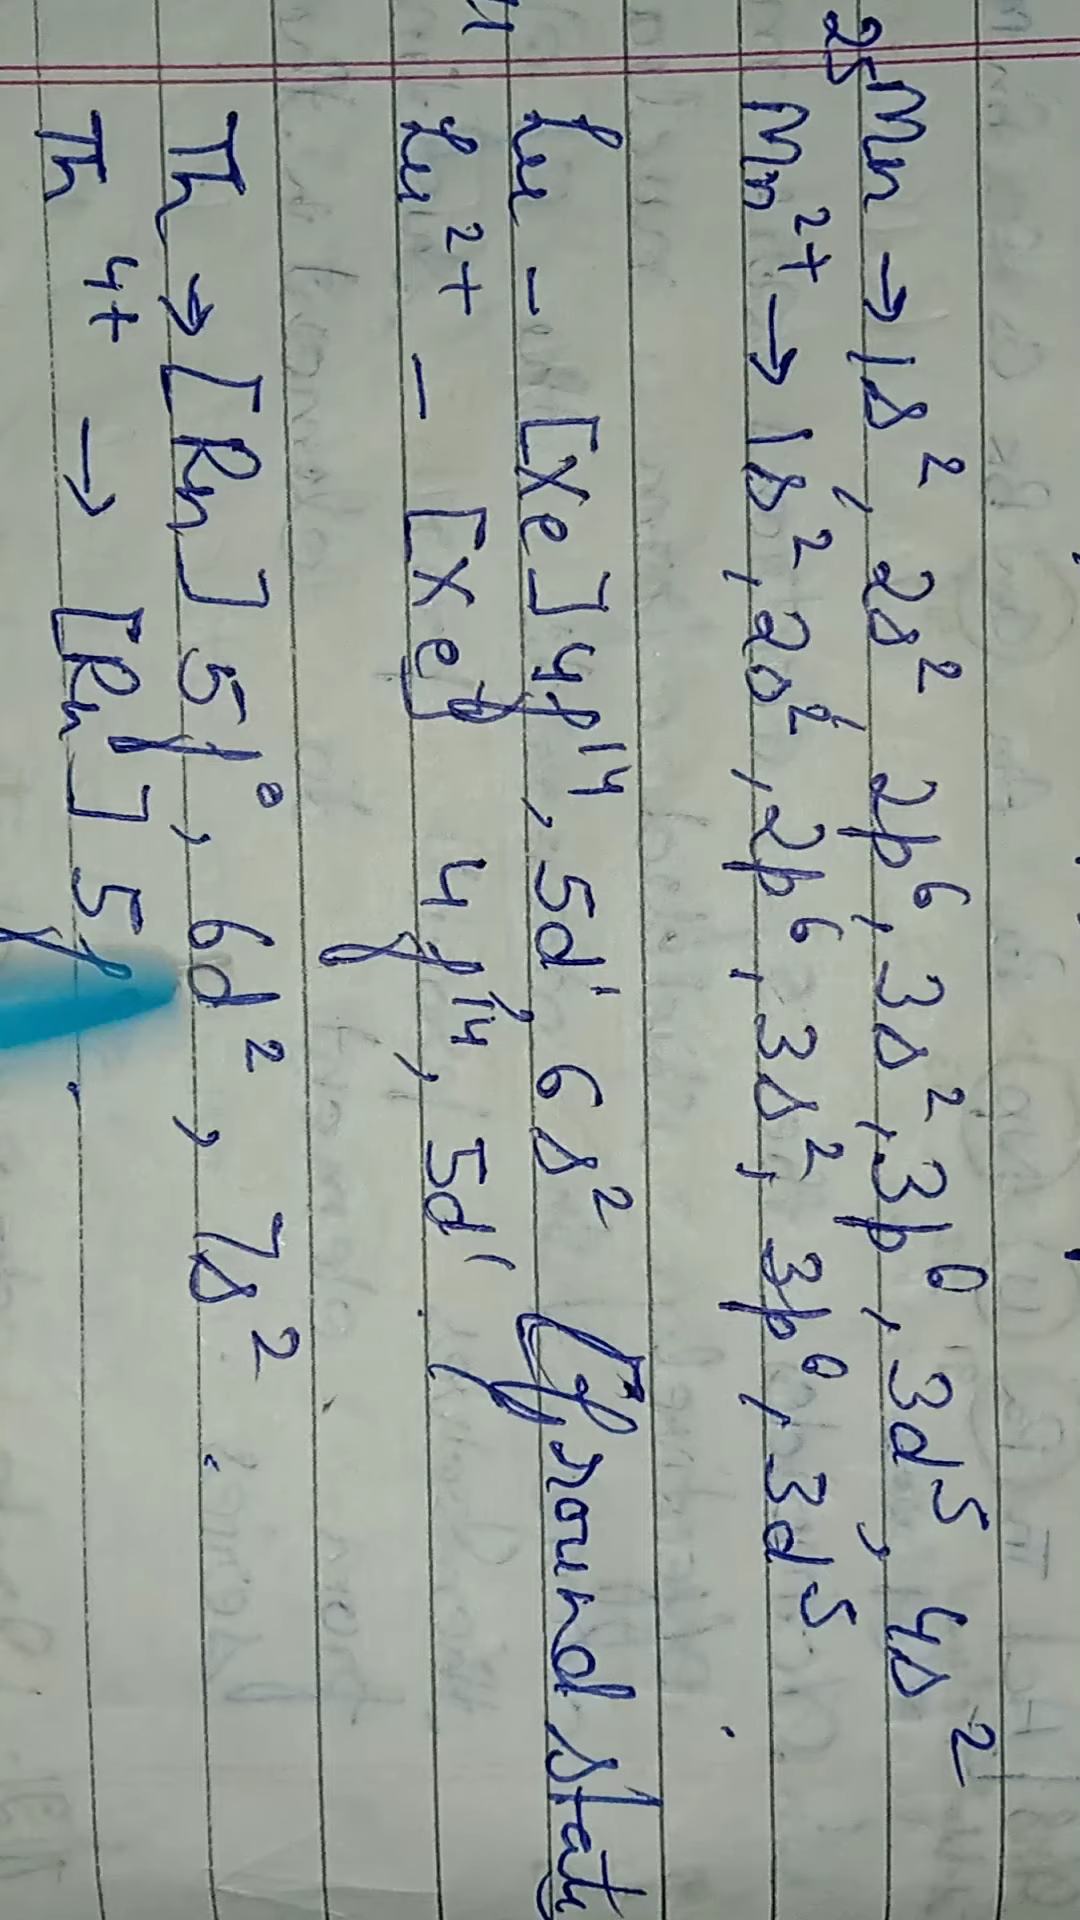 ₂₅Mn → 1s², 2s² 2p⁶, 3s², 3p⁶, 3d⁵, 4s²
Mn²⁺ → 1s², 2s², 2p⁶, 3s², 3p⁶, 3d⁵
Lu - [Xe] 4f¹⁴, 5d¹, 6s² (Ground state
Lu²⁺ - [Xe] 4f¹⁴, 5d¹
Th → [Rn] 5f⁰, 6d², 7s²
Th⁴⁺ → [Rn] 5f